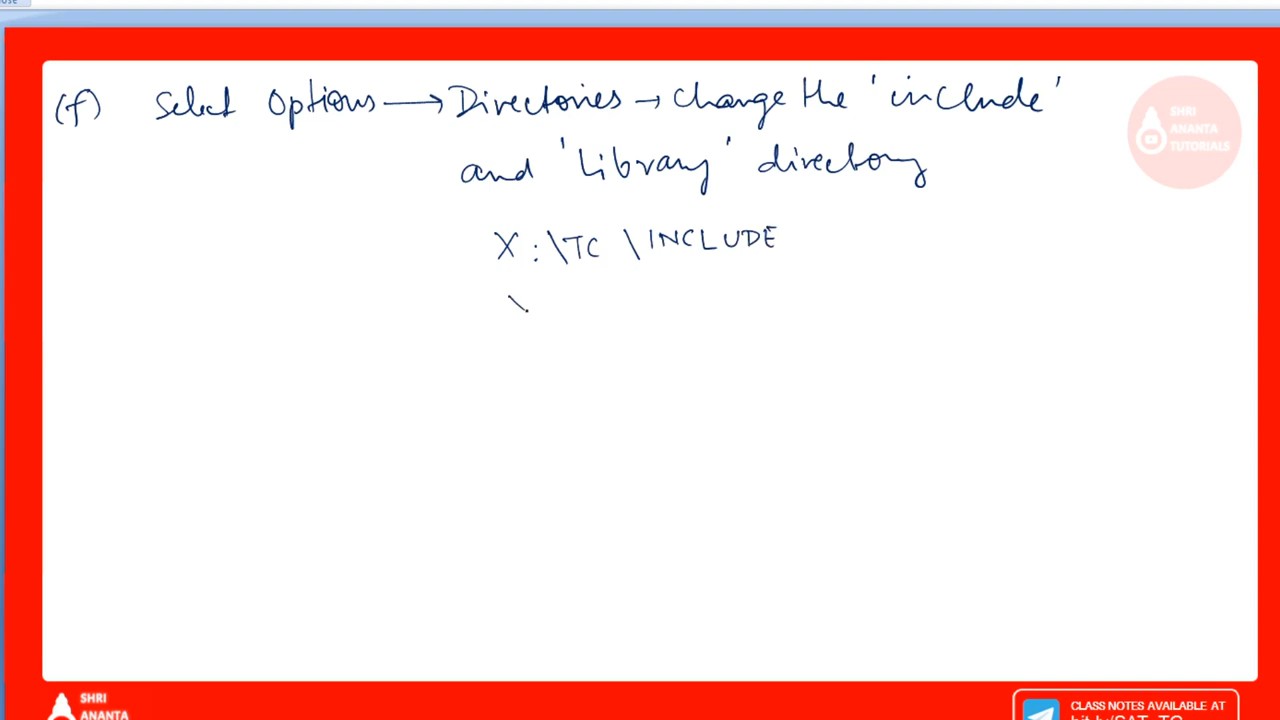 (f) Select Options → Directories → change the 'include'
and 'Library' directory
X:\TC \INCLUDE
\
SHRI
ANANTA
TUTORIALS
SHRI
ANANTA
CLASS NOTES AVAILABLE AT